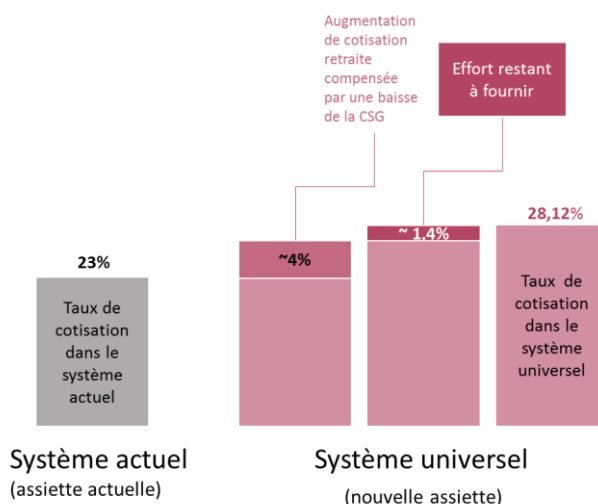 Augmentation
de cotisation
retraite
compensée
par une baisse
de la CSG
Effort restant
à fournir
23%
~4%
~ 1,4%
28,12%
Taux de
cotisation
dans le
système
actuel
Taux de
cotisation
dans le
système
universel
Système actuel
(assiette actuelle)
Système universel
(nouvelle assiette)